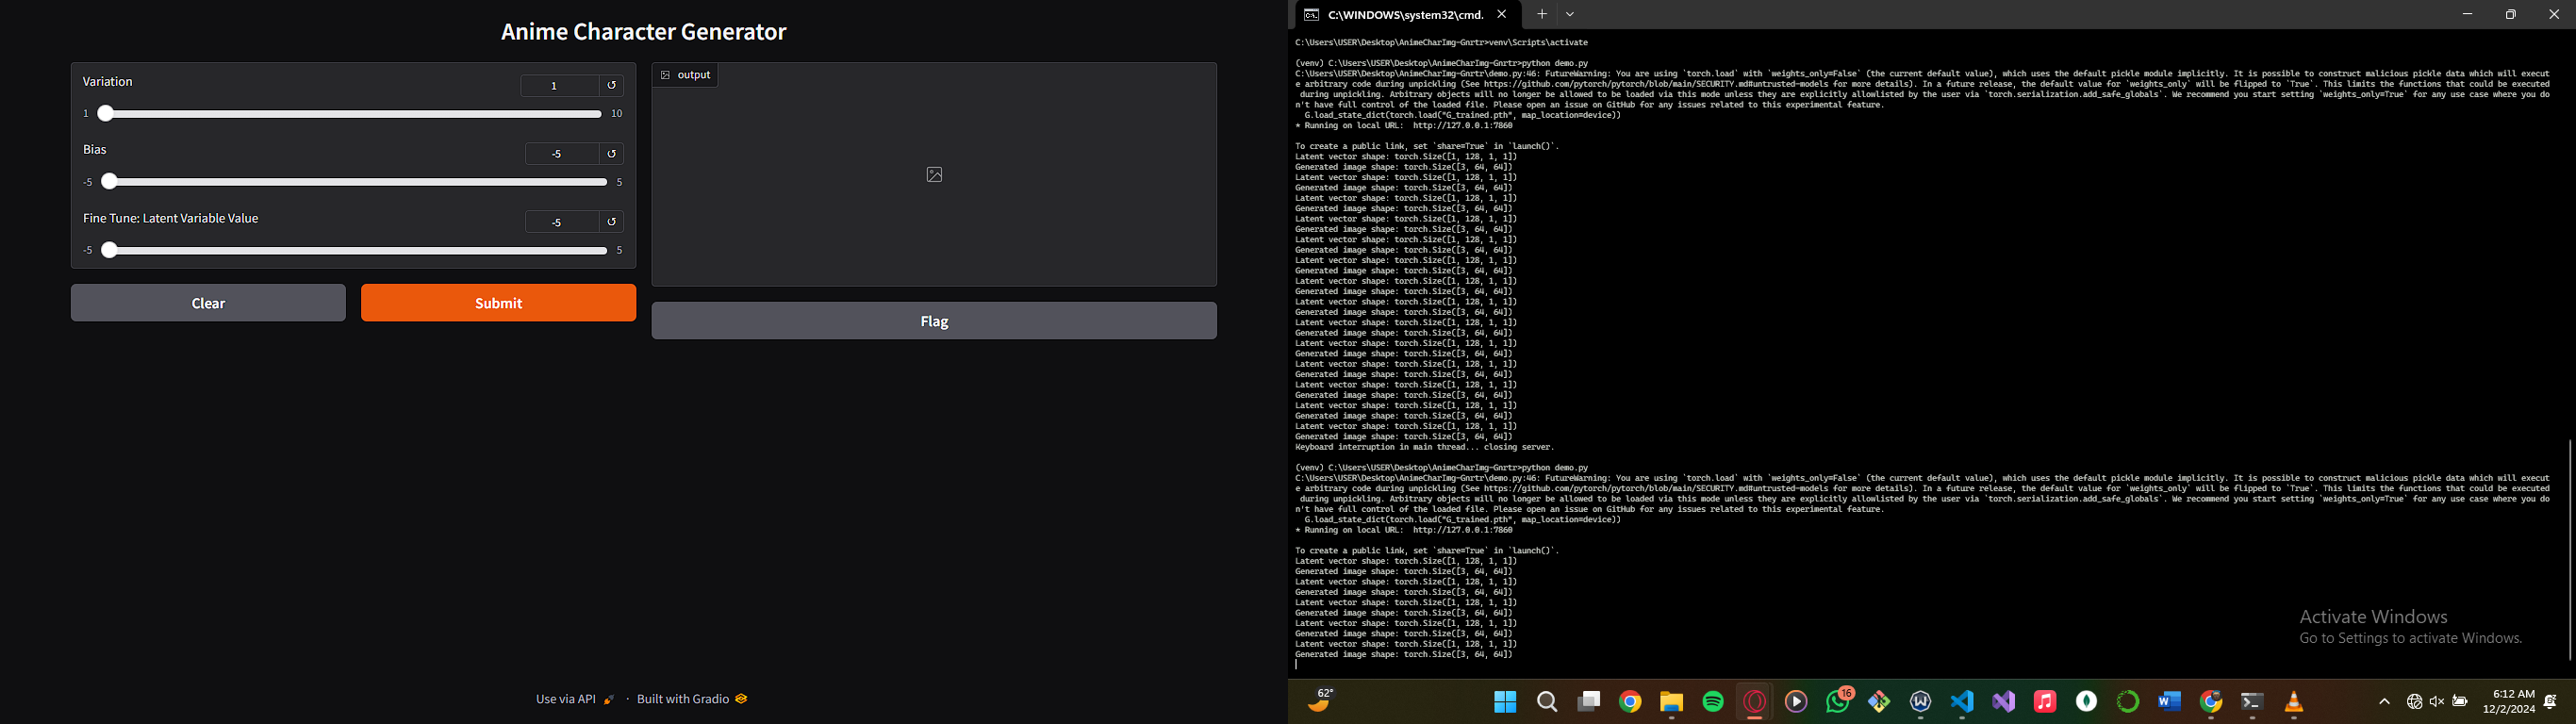 Anime Character Generator
Variation
1
1
10
Bias
-5
-5
5
Fine Tune: Latent Variable Value
-5
-5
5
Clear
Submit
output
Flag
Use via API
·
Built with Gradio
C:\WINDOWS\system32\cmd.
C:\Users\USER\Desktop\AnimeCharImg-Gnrtr>venv\Scripts\activate
(venv) C:\Users\USER\Desktop\AnimeCharImg-Gnrtr>python demo.py
C:\Users\USER\Desktop\AnimeCharImg-Gnrtr\demo.py:46: FutureWarning: You are using `torch.load` with `weights_only=False` (the current default value), which uses the default pickle module implicitly. It is possible to construct malicious pickle data which will execut
e arbitrary code during unpickling (See https://github.com/pytorch/pytorch/blob/main/SECURITY.md#untrusted-models for more details). In a future release, the default value for `weights_only` will be flipped to `True`. This limits the functions that could be executed
during unpickling. Arbitrary objects will no longer be allowed to be loaded via this mode unless they are explicitly allowlisted by the user via `torch.serialization.add_safe_globals`. We recommend you start setting `weights_only=True` for any use case where you do
n't have full control of the loaded file. Please open an issue on GitHub for any issues related to this experimental feature.
G.load_state_dict(torch.load("G_trained.pth", map_location=device))
* Running on local URL:  http://127.0.0.1:7860
To create a public link, set `share=True` in `launch()`.
Latent vector shape: torch.Size([1, 128, 1, 1])
Generated image shape: torch.Size([3, 64, 64])
Latent vector shape: torch.Size([1, 128, 1, 1])
Generated image shape: torch.Size([3, 64, 64])
Latent vector shape: torch.Size([1, 128, 1, 1])
Generated image shape: torch.Size([3, 64, 64])
Latent vector shape: torch.Size([1, 128, 1, 1])
Generated image shape: torch.Size([3, 64, 64])
Latent vector shape: torch.Size([1, 128, 1, 1])
Generated image shape: torch.Size([3, 64, 64])
Latent vector shape: torch.Size([1, 128, 1, 1])
Generated image shape: torch.Size([3, 64, 64])
Latent vector shape: torch.Size([1, 128, 1, 1])
Generated image shape: torch.Size([3, 64, 64])
Latent vector shape: torch.Size([1, 128, 1, 1])
Generated image shape: torch.Size([3, 64, 64])
Latent vector shape: torch.Size([1, 128, 1, 1])
Generated image shape: torch.Size([3, 64, 64])
Latent vector shape: torch.Size([1, 128, 1, 1])
Generated image shape: torch.Size([3, 64, 64])
Latent vector shape: torch.Size([1, 128, 1, 1])
Generated image shape: torch.Size([3, 64, 64])
Latent vector shape: torch.Size([1, 128, 1, 1])
Generated image shape: torch.Size([3, 64, 64])
Latent vector shape: torch.Size([1, 128, 1, 1])
Generated image shape: torch.Size([3, 64, 64])
Latent vector shape: torch.Size([1, 128, 1, 1])
Generated image shape: torch.Size([3, 64, 64])
Keyboard interruption in main thread... closing server.
(venv) C:\Users\USER\Desktop\AnimeCharImg-Gnrtr>python demo.py
C:\Users\USER\Desktop\AnimeCharImg-Gnrtr\demo.py:46: FutureWarning: You are using `torch.load` with `weights_only=False` (the current default value), which uses the default pickle module implicitly. It is possible to construct malicious pickle data which will execut
e arbitrary code during unpickling (See https://github.com/pytorch/pytorch/blob/main/SECURITY.md#untrusted-models for more details). In a future release, the default value for `weights_only` will be flipped to `True`. This limits the functions that could be executed
during unpickling. Arbitrary objects will no longer be allowed to be loaded via this mode unless they are explicitly allowlisted by the user via `torch.serialization.add_safe_globals`. We recommend you start setting `weights_only=True` for any use case where you do
n't have full control of the loaded file. Please open an issue on GitHub for any issues related to this experimental feature.
G.load_state_dict(torch.load("G_trained.pth", map_location=device))
* Running on local URL:  http://127.0.0.1:7860
To create a public link, set `share=True` in `launch()`.
Latent vector shape: torch.Size([1, 128, 1, 1])
Generated image shape: torch.Size([3, 64, 64])
Latent vector shape: torch.Size([1, 128, 1, 1])
Generated image shape: torch.Size([3, 64, 64])
Latent vector shape: torch.Size([1, 128, 1, 1])
Generated image shape: torch.Size([3, 64, 64])
Latent vector shape: torch.Size([1, 128, 1, 1])
Generated image shape: torch.Size([3, 64, 64])
Latent vector shape: torch.Size([1, 128, 1, 1])
Generated image shape: torch.Size([3, 64, 64])
Activate Windows
Go to Settings to activate Windows.
62°
16
6:12 AM
12/2/2024